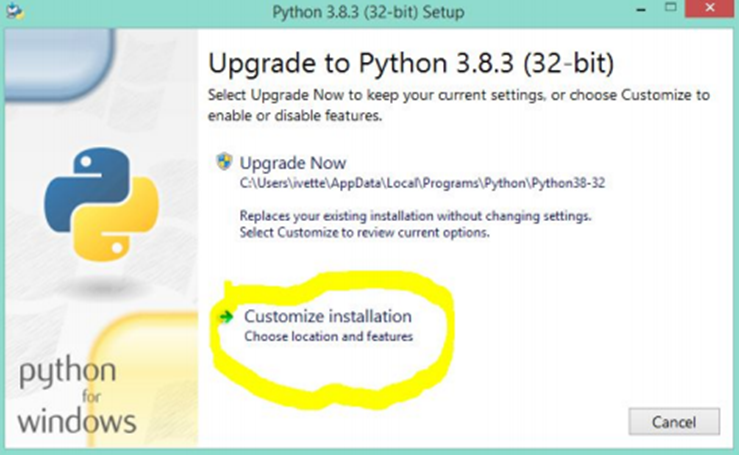 Python 3.8.3 (32-bit) Setup
Upgrade to Python 3.8.3 (32-bit)
Select Upgrade Now to keep your current settings, or choose Customize to
enable or disable features.
Upgrade Now
C:\Users\ivette\AppData\Local\Programs\Python\Python38-32
Replaces your existing installation without changing settings.
Select Customize to review current options.
Customize installation
Choose location and features
python
for
windows
Cancel